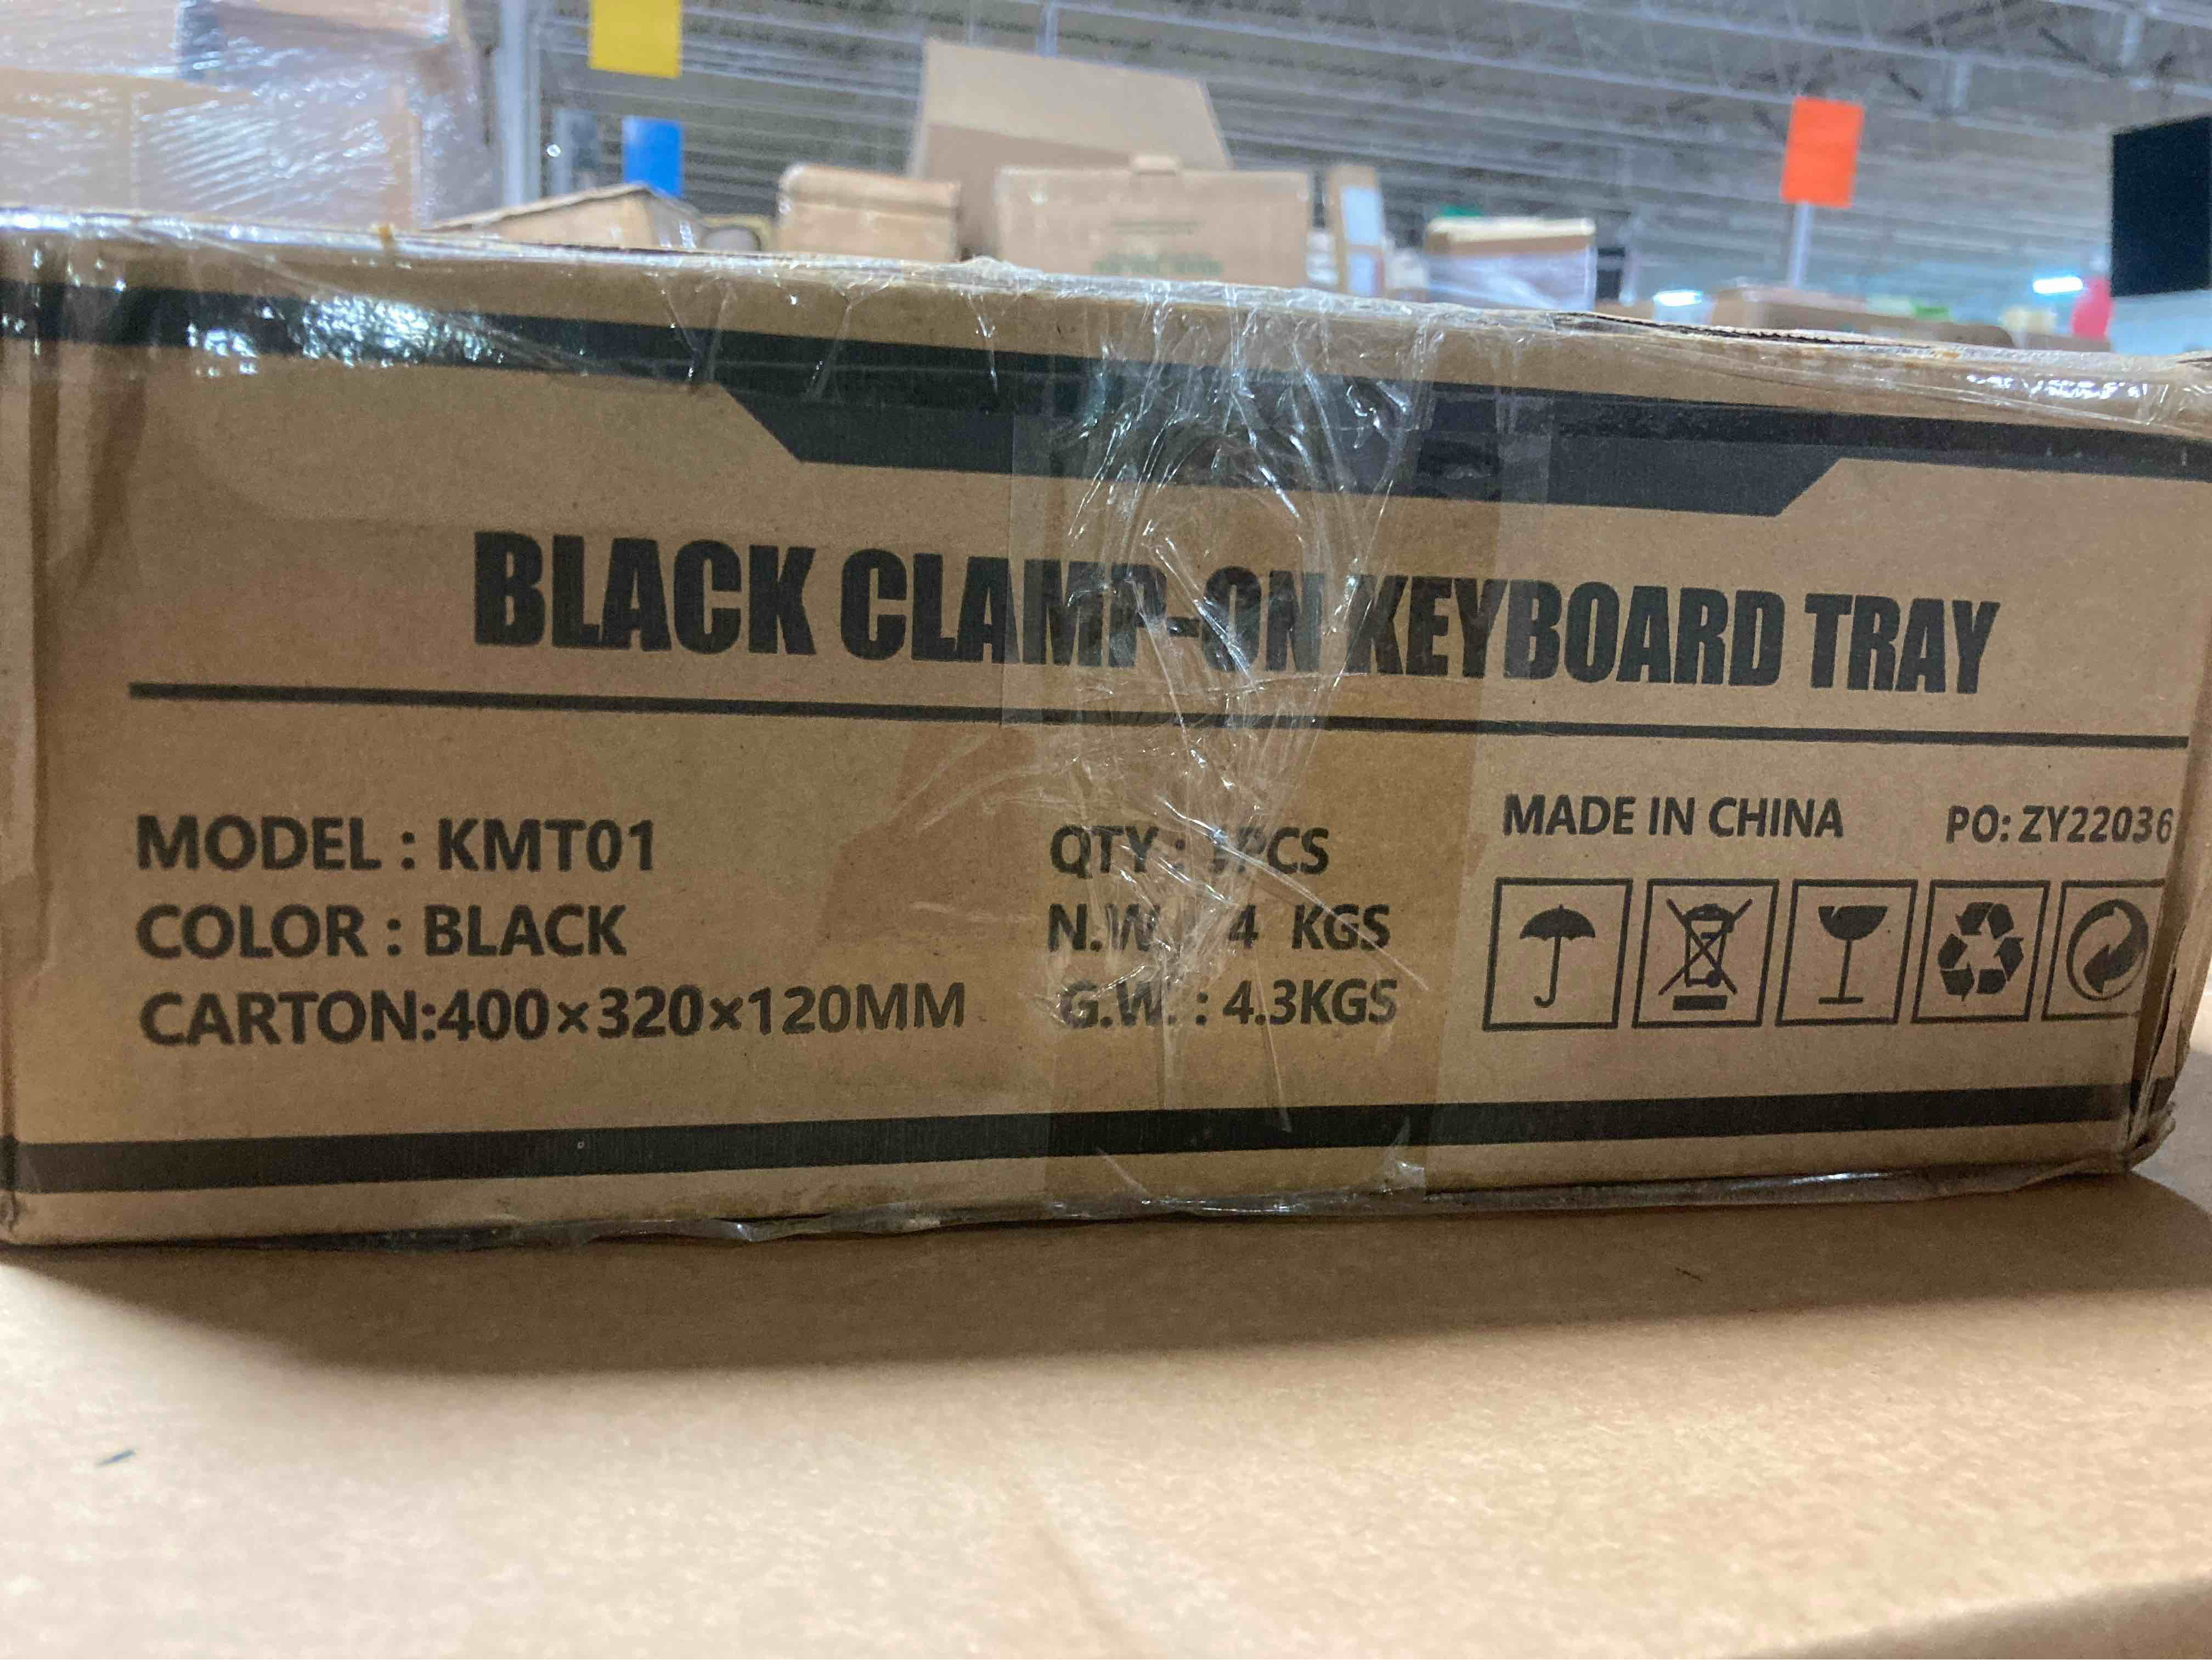 BLACK CLAMP-ON KEYBOARD TRAY
MODEL : KMT01
COLOR : BLACK
CARTON:400×320×120MM
QTY : 1PCS
N.W. : 4 KGS
G.W. : 4.3KGS
MADE IN CHINA
PO: ZY22036